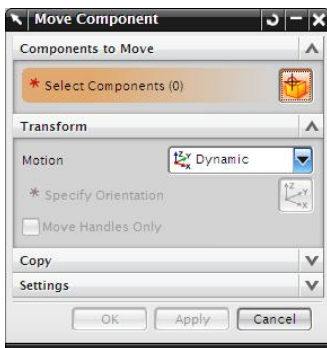 Move Component
Components to Move
* Select Components (0)
Transform
Motion
Dynamic
* Specify Orientation
Move Handles Only
Copy
Settings
OK Apply Cancel